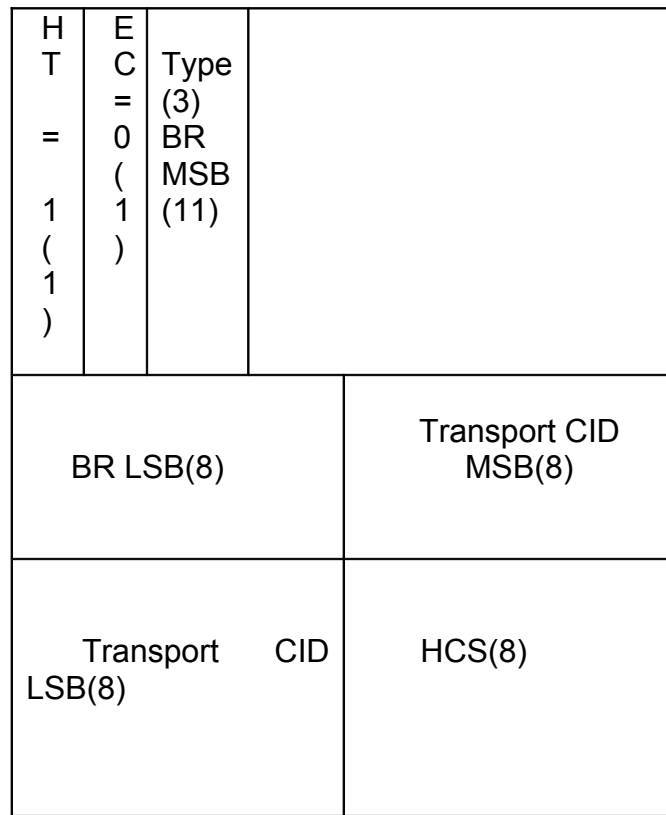 H
T
=
1
(
1
)
E
C
=
0
(
1
)
Type
(3)
BR
MSB
(11)
BR LSB(8)
Transport CID
MSB(8)
Transport CID
LSB(8)
HCS(8)